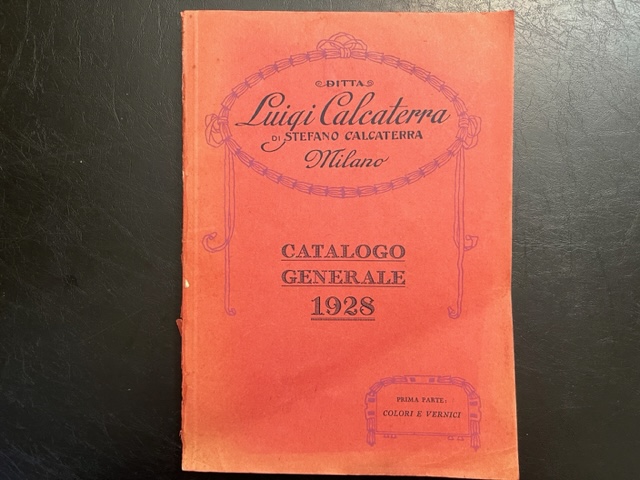 DITTA
Luigi Calcaterra
DI STEFANO CALCATERRA
Milano
CATALOGO
GENERALE
1928
PRIMA PARTE:
COLORI E VERNICI